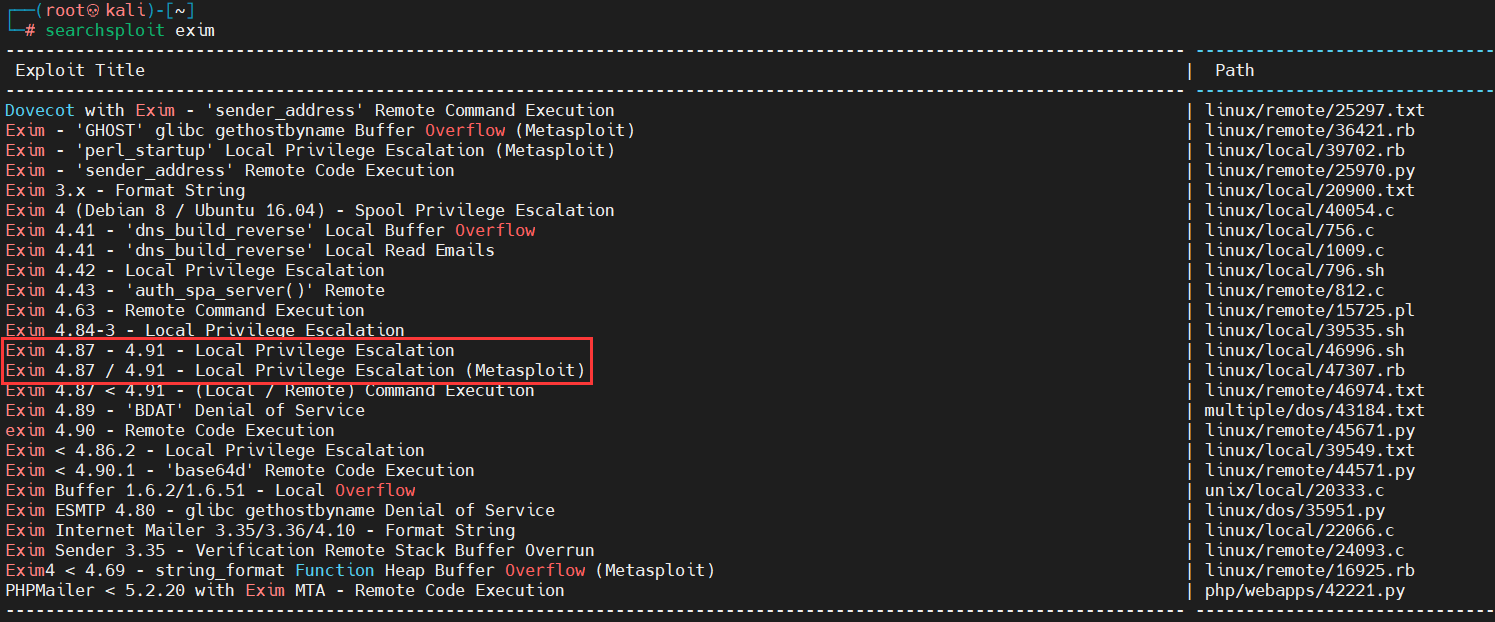 ┌──(root㉿kali)-[~]
└─# searchsploit exim
---------------------------------------------------------------------------------------------------------------------- ------------------------------
Exploit Title | Path
---------------------------------------------------------------------------------------------------------------------- ------------------------------
Dovecot with Exim - 'sender_address' Remote Command Execution | linux/remote/25297.txt
Exim - 'GHOST' glibc gethostbyname Buffer Overflow (Metasploit) | linux/remote/36421.rb
Exim - 'perl_startup' Local Privilege Escalation (Metasploit) | linux/local/39702.rb
Exim - 'sender_address' Remote Code Execution | linux/remote/25970.py
Exim 3.x - Format String | linux/local/20900.txt
Exim 4 (Debian 8 / Ubuntu 16.04) - Spool Privilege Escalation | linux/local/40054.c
Exim 4.41 - 'dns_build_reverse' Local Buffer Overflow | linux/local/756.c
Exim 4.41 - 'dns_build_reverse' Local Read Emails | linux/local/1009.c
Exim 4.42 - Local Privilege Escalation | linux/local/796.sh
Exim 4.43 - 'auth_spa_server()' Remote | linux/remote/812.c
Exim 4.63 - Remote Command Execution | linux/remote/15725.pl
Exim 4.84-3 - Local Privilege Escalation | linux/local/39535.sh
Exim 4.87 - 4.91 - Local Privilege Escalation | linux/local/46996.sh
Exim 4.87 / 4.91 - Local Privilege Escalation (Metasploit) | linux/local/47307.rb
Exim 4.87 < 4.91 - (Local / Remote) Command Execution | linux/remote/46974.txt
Exim 4.89 - 'BDAT' Denial of Service | multiple/dos/43184.txt
exim 4.90 - Remote Code Execution | linux/remote/45671.py
Exim < 4.86.2 - Local Privilege Escalation | linux/local/39549.txt
Exim < 4.90.1 - 'base64d' Remote Code Execution | linux/remote/44571.py
Exim Buffer 1.6.2/1.6.51 - Local Overflow | unix/local/20333.c
Exim ESMTP 4.80 - glibc gethostbyname Denial of Service | linux/dos/35951.py
Exim Internet Mailer 3.35/3.36/4.10 - Format String | linux/local/22066.c
Exim Sender 3.35 - Verification Remote Stack Buffer Overrun | linux/remote/24093.c
Exim4 < 4.69 - string_format Function Heap Buffer Overflow (Metasploit) | linux/remote/16925.rb
PHPMailer < 5.2.20 with Exim MTA - Remote Code Execution | php/webapps/42221.py
---------------------------------------------------------------------------------------------------------------------- ------------------------------